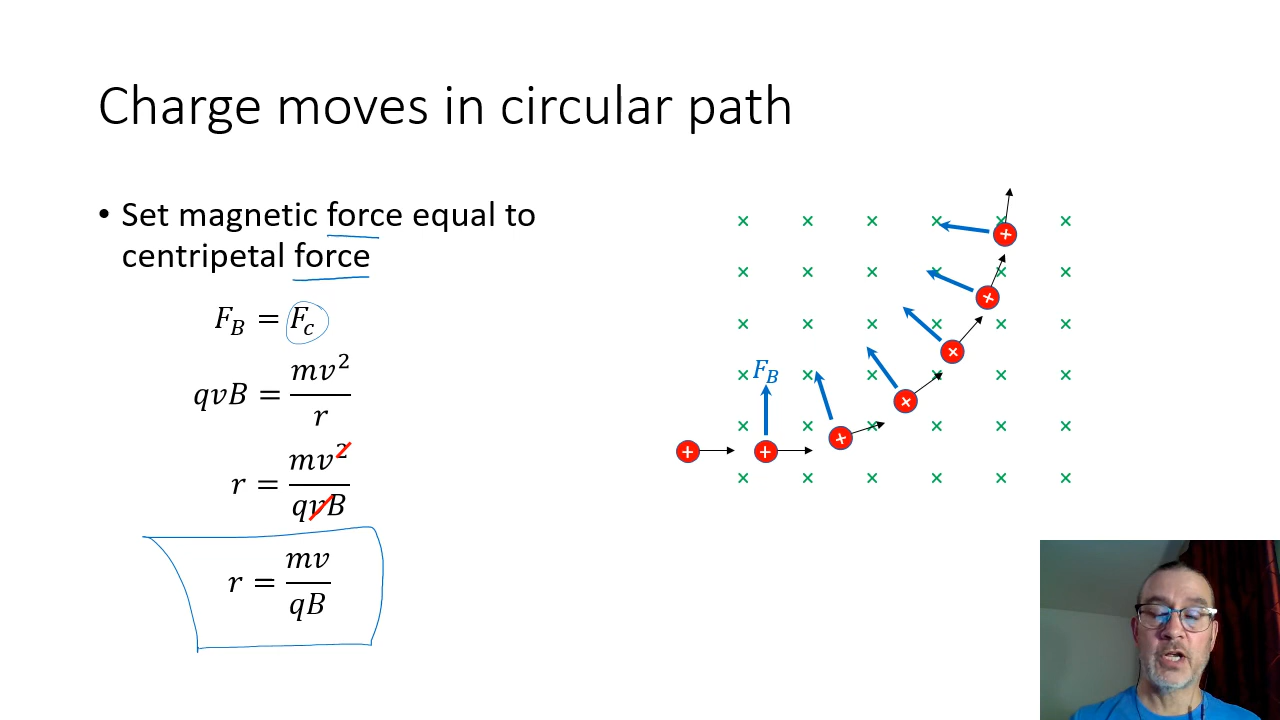 Charge moves in circular path
• Set magnetic force equal to
centripetal force
F_B = F_c
qvB = mv²/r
r = mv²/qvB
r = mv/qB
F_B